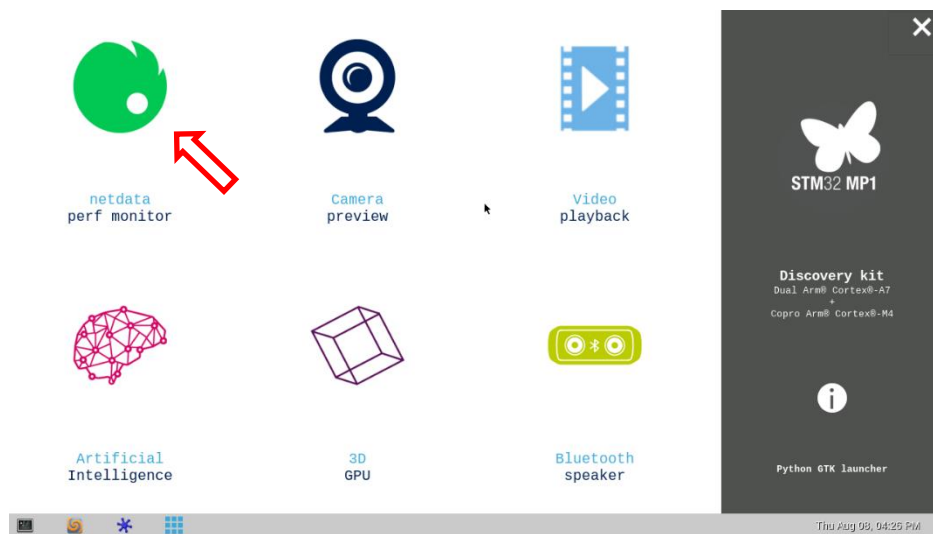 netdata
perf monitor
Camera
preview
Video
playback
Artificial
Intelligence
3D
GPU
Bluetooth
speaker
STM32 MP1
Discovery kit
Dual Arm® Cortex®-A7
+
Copro Arm® Cortex®-M4
i
Python GTK launcher
Thu Aug 08, 04:26 PM